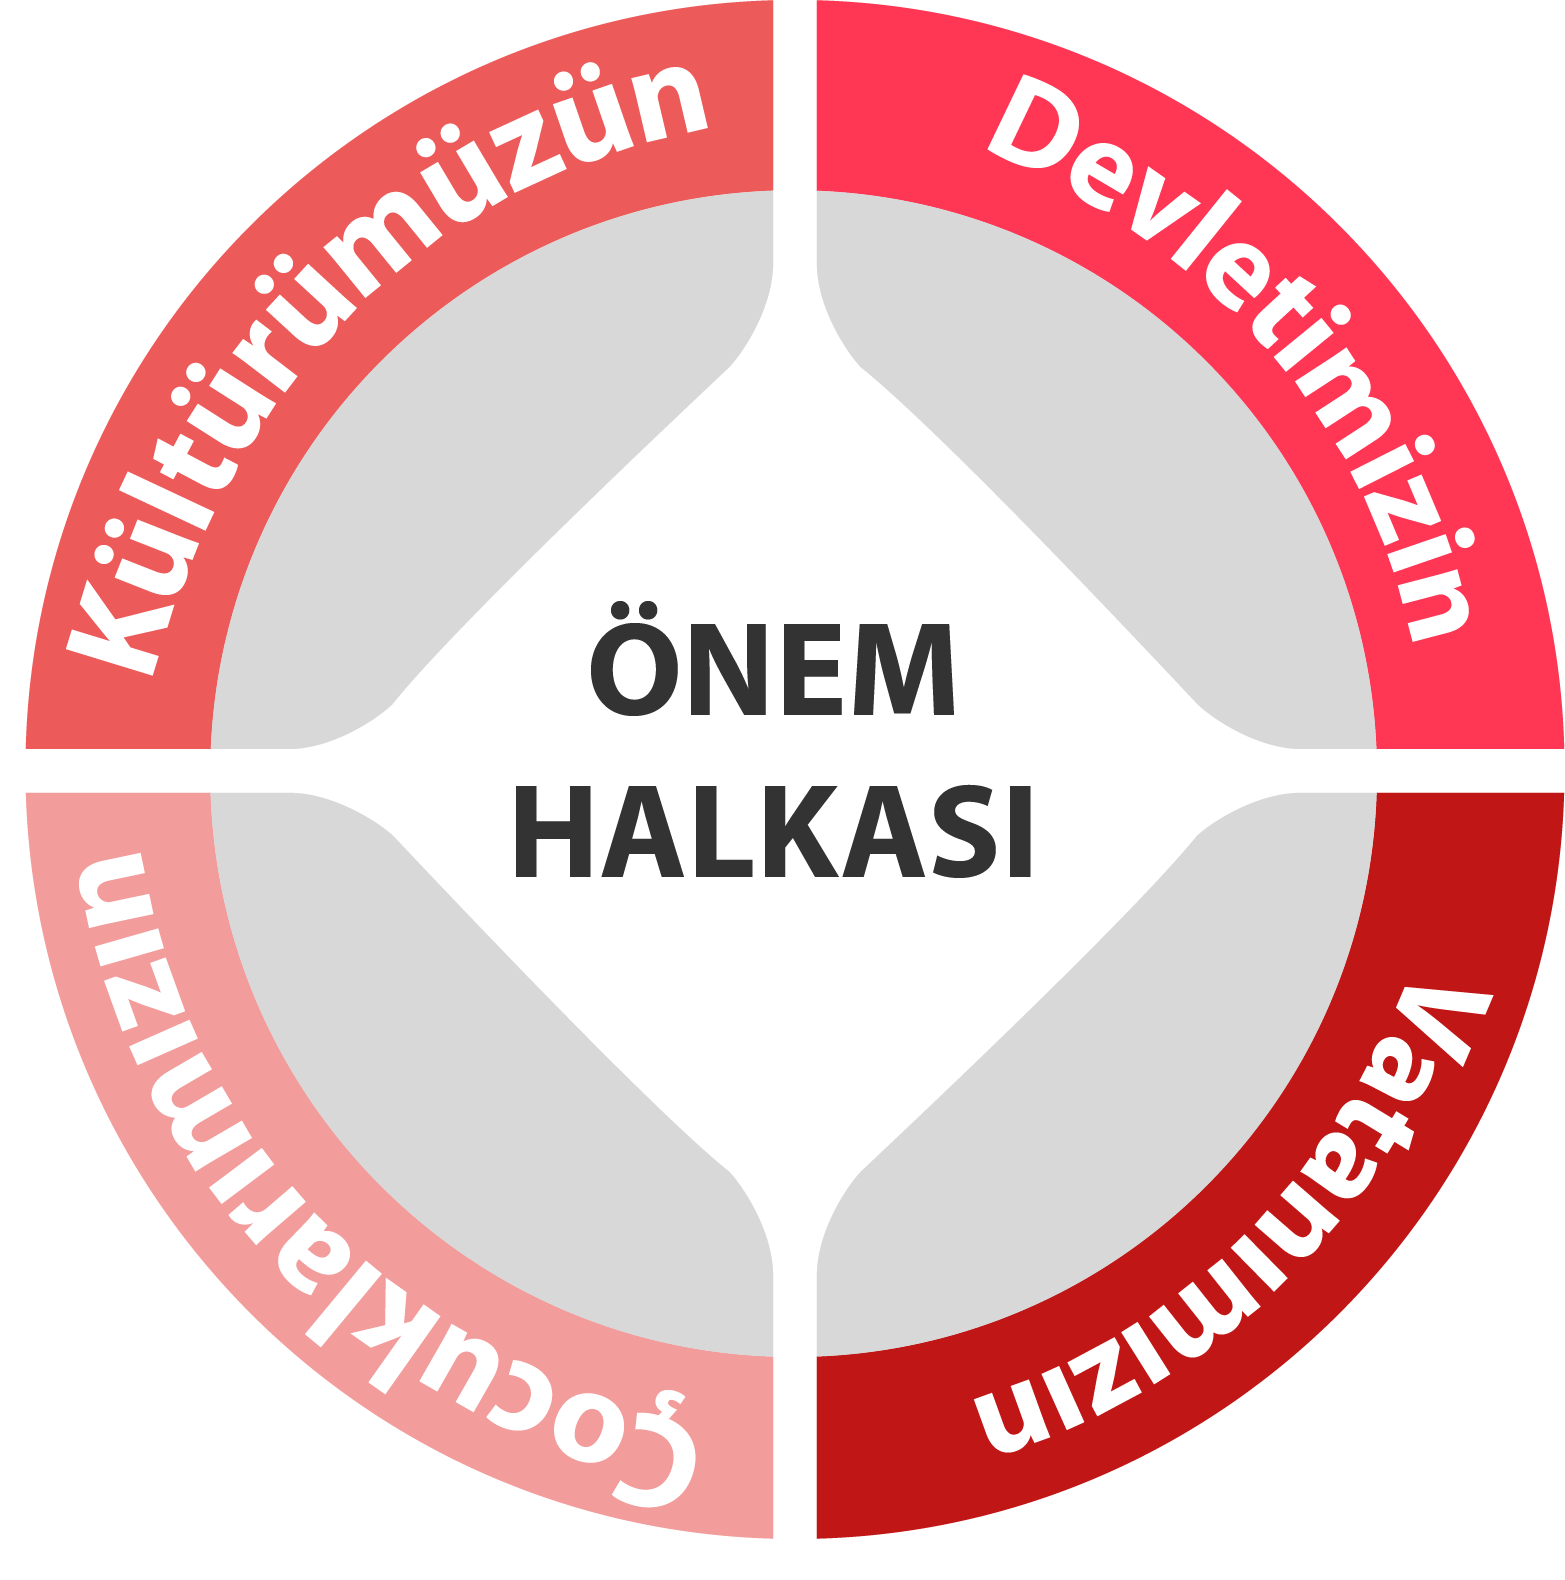 Kültürümüzün
Devletimizin
ÖNEM
HALKASI
Çocuklarımızın
Vatanımızın